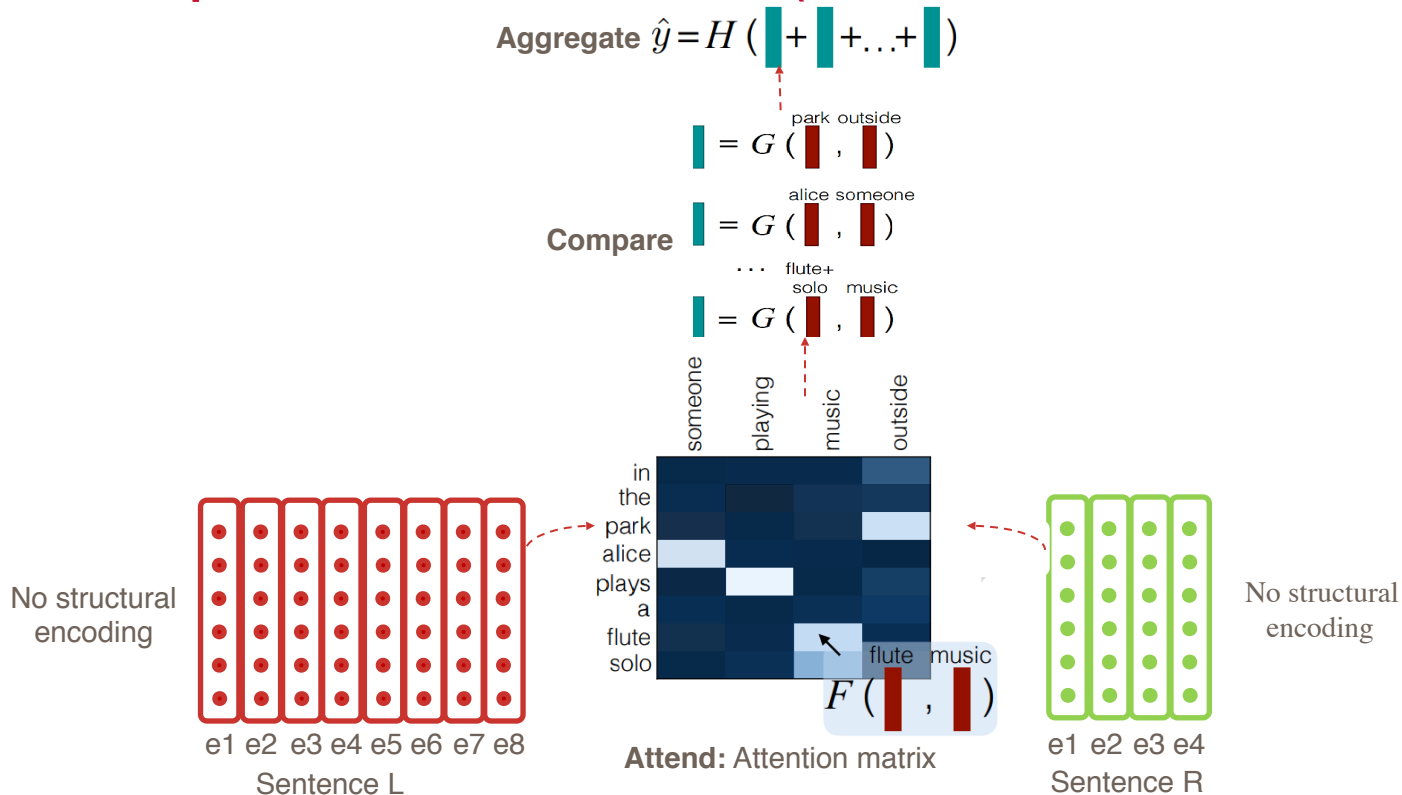 Aggregate ŷ = H ( + +...+ )
park outside
= G ( , )
alice someone
Compare = G ( , )
... flute+
solo music
= G ( , )
someone playing music outside
in
the
park
alice
plays
a
flute
solo
flute music
F ( , )
No structural
encoding
No structural
encoding
e1 e2 e3 e4 e5 e6 e7 e8
Sentence L
Attend: Attention matrix
e1 e2 e3 e4
Sentence R